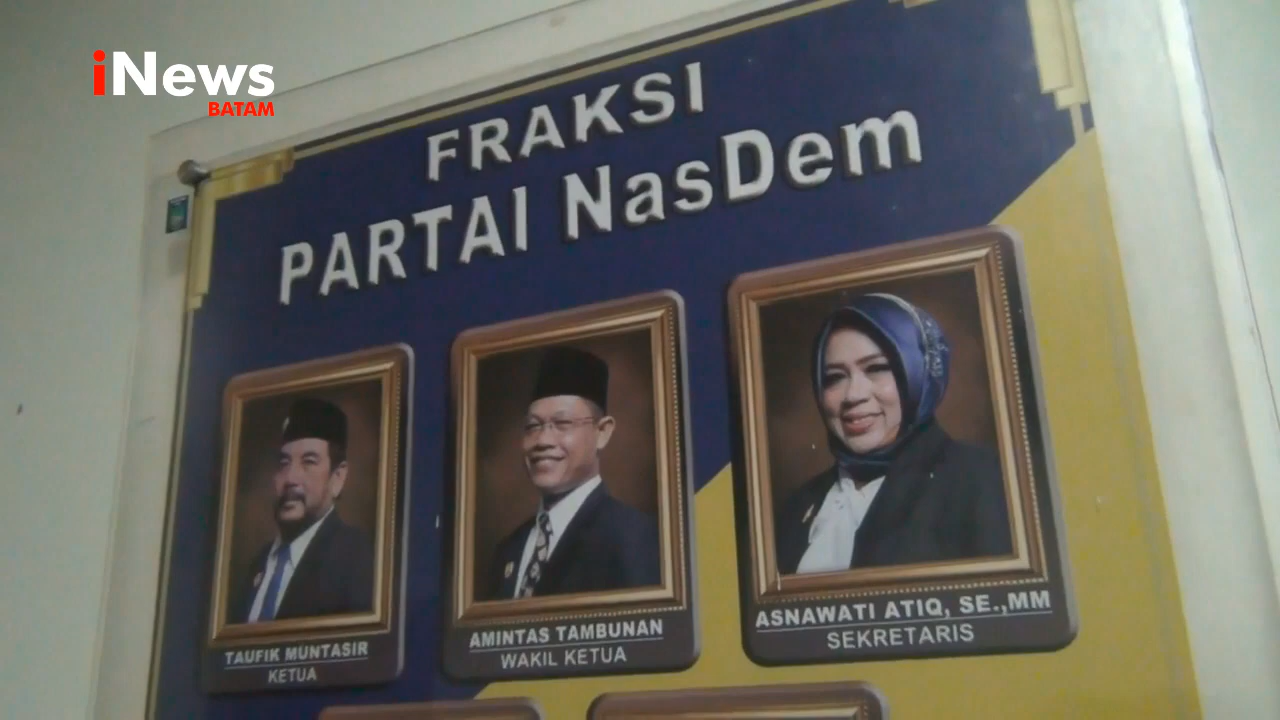 iNews
BATAM
FRAKSI
PARTAI NasDem
TAUFIK MUNTASIR
KETUA
AMINTAS TAMBUNAN
WAKIL KETUA
ASNAWATI ATIQ, SE.,MM
SEKRETARIS